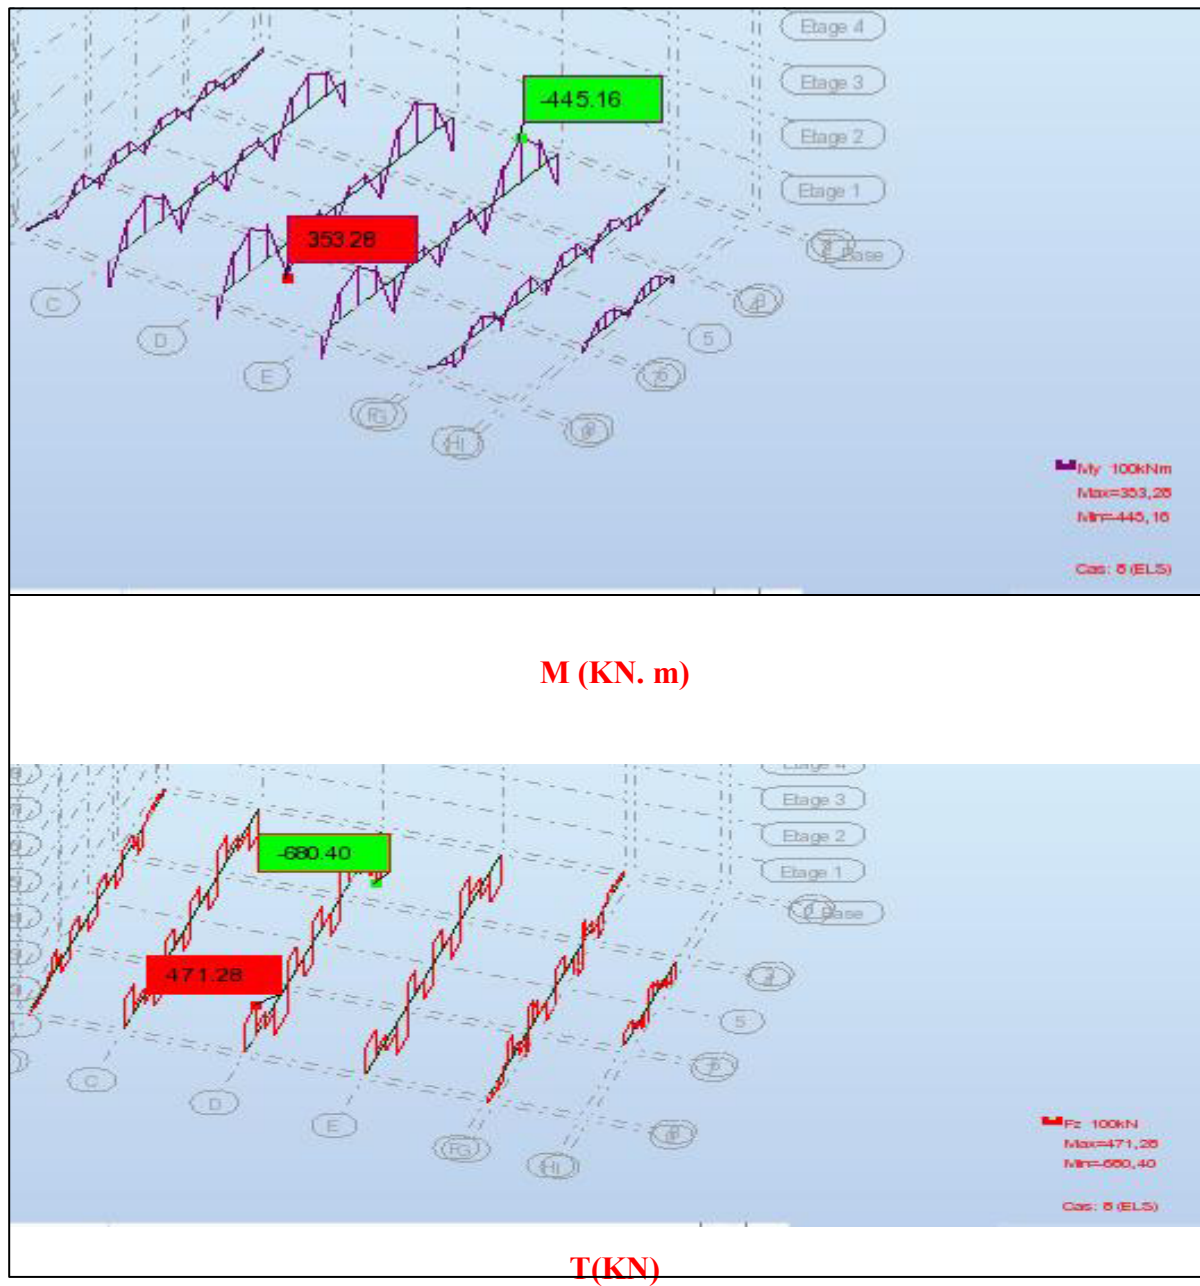 Etage 4
Etage 3
-445.16
Etage 2
Etage 1
353.28
Base
C
5
D
E
FG
HI
My 100kNm
Max=353,28
Min=-445,16
Cas: 8 (ELS)
M (KN. m)
Etage 4
Etage 3
Etage 2
-680.40
Etage 1
Base
471.28
5
C
D
E
FG
HI
Fz 100kN
Max=471,28
Min=-680,40
Cas: 8 (ELS)
T(KN)